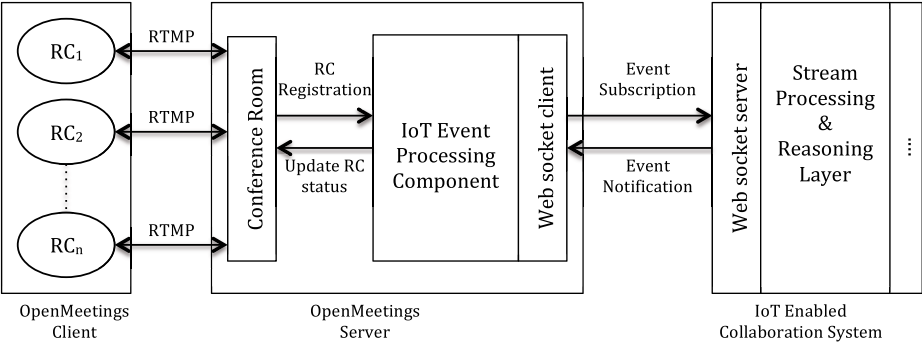 RC1
RC2
RCn
RTMP
RTMP
RTMP
Conference Room
RC
Registration
Update RC
status
IoT Event
Processing
Component
Web socket client
Event
Subscription
Event
Notification
Web socket server
Stream
Processing
&
Reasoning
Layer
....
OpenMeetings
Client
OpenMeetings
Server
IoT Enabled
Collaboration System